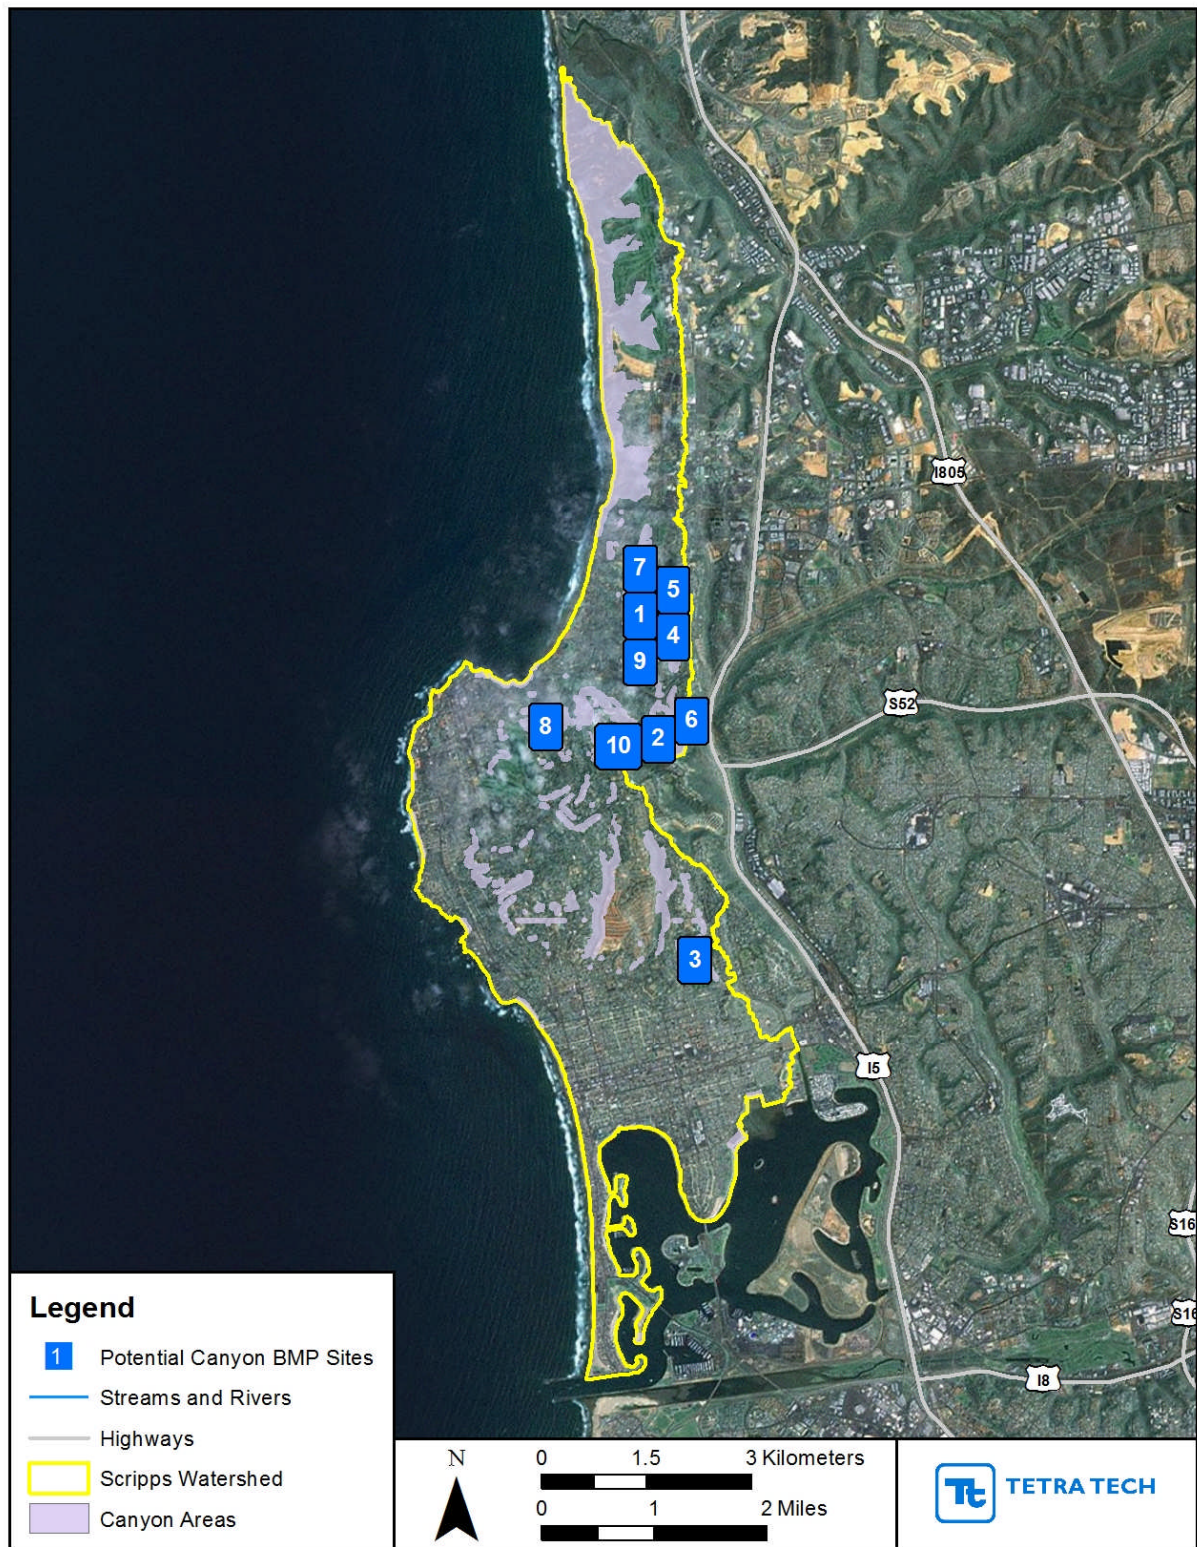 I805
7
5
1
4
9
S52
6
8
2
10
3
I5
S16
S16
I8
Legend
1 Potential Canyon BMP Sites
Streams and Rivers
Highways
Scripps Watershed
Canyon Areas
N
0 1.5 3 Kilometers
0 1 2 Miles
Tt TETRA TECH